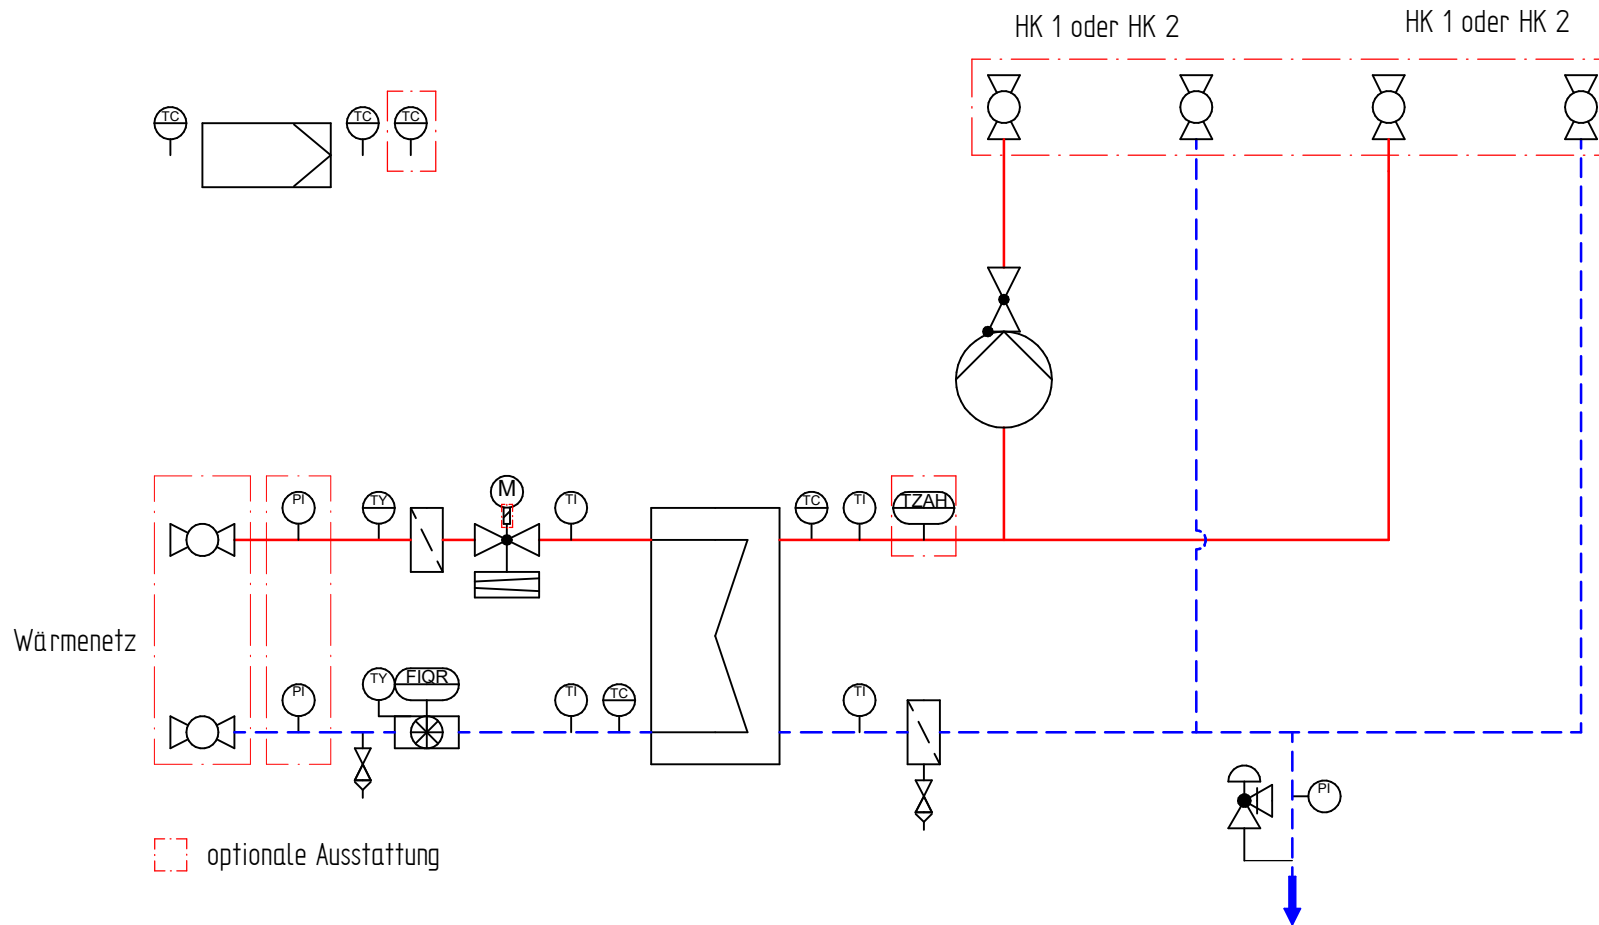 HK 1 oder HK 2
HK 1 oder HK 2
TC
TC
TC
PI
TY
M
TI
TC
TI
TZAH
Wärmenetz
PI
TY
FIQR
TI
TC
TI
PI
optionale Ausstattung